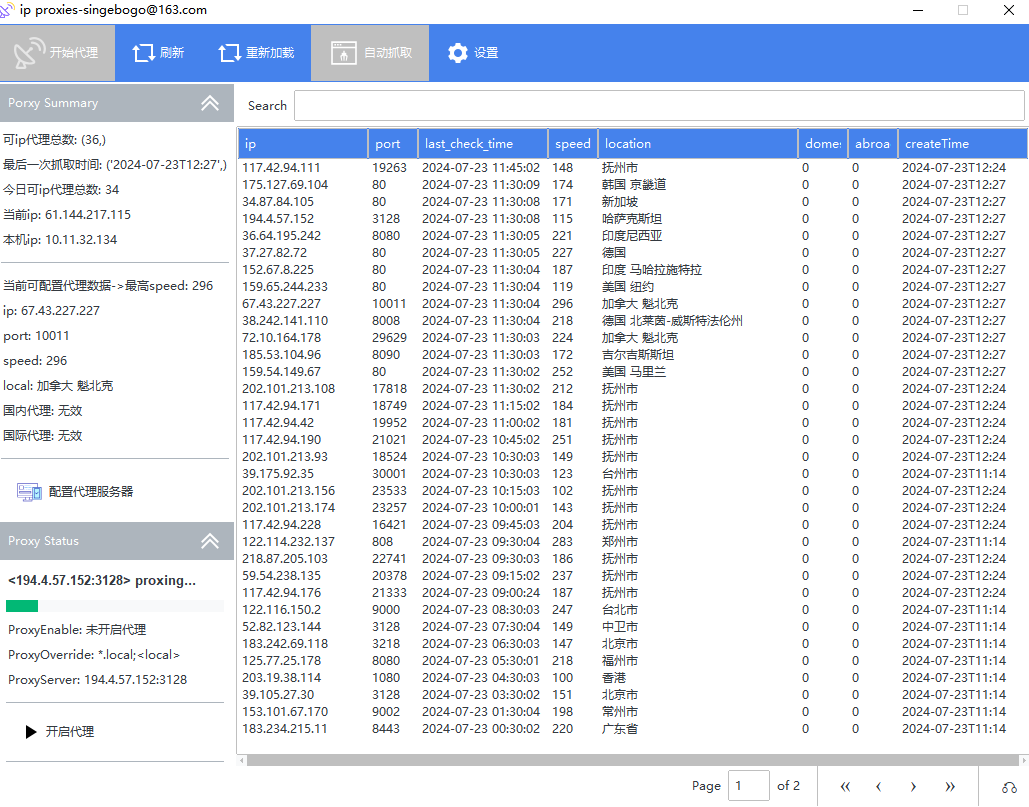 ip proxies-singebogo@163.com
开始代理 刷新 重新加载 自动抓取 设置
Porxy Summary
可ip代理总数: (36,)
最后一次抓取时间: ('2024-07-23T12:27',)
今日可ip代理总数: 34
当前ip: 61.144.217.115
本机ip: 10.11.32.134
当前可配置代理数据->最高speed: 296
ip: 67.43.227.227
port: 10011
speed: 296
local: 加拿大 魁北克
国内代理: 无效
国际代理: 无效
配置代理服务器
Proxy Status
<194.4.57.152:3128> proxing...
ProxyEnable: 未开启代理
ProxyOverride: *.local;<local>
ProxyServer: 194.4.57.152:3128
开启代理
Search
ip port last_check_time speed location dome: abroa createTime
117.42.94.111 19263 2024-07-23 11:45:02 148 抚州市 0 0 2024-07-23T12:24
175.127.69.104 80 2024-07-23 11:30:09 174 韩国 京畿道 0 0 2024-07-23T12:27
34.87.84.105 80 2024-07-23 11:30:08 171 新加坡 0 0 2024-07-23T12:27
194.4.57.152 3128 2024-07-23 11:30:08 115 哈萨克斯坦 0 0 2024-07-23T12:27
36.64.195.242 8080 2024-07-23 11:30:05 221 印度尼西亚 0 0 2024-07-23T12:27
37.27.82.72 80 2024-07-23 11:30:05 227 德国 0 0 2024-07-23T12:27
152.67.8.225 80 2024-07-23 11:30:04 187 印度 马哈拉施特拉 0 0 2024-07-23T12:27
159.65.244.233 80 2024-07-23 11:30:04 119 美国 纽约 0 0 2024-07-23T12:27
67.43.227.227 10011 2024-07-23 11:30:04 296 加拿大 魁北克 0 0 2024-07-23T12:27
38.242.141.110 8008 2024-07-23 11:30:04 218 德国 北莱茵-威斯特法伦州 0 0 2024-07-23T12:27
72.10.164.178 29629 2024-07-23 11:30:03 224 加拿大 魁北克 0 0 2024-07-23T12:27
185.53.104.96 8090 2024-07-23 11:30:03 172 吉尔吉斯斯坦 0 0 2024-07-23T12:27
159.54.149.67 80 2024-07-23 11:30:02 252 美国 马里兰 0 0 2024-07-23T12:27
202.101.213.108 17818 2024-07-23 11:30:02 212 抚州市 0 0 2024-07-23T12:24
117.42.94.171 18749 2024-07-23 11:15:02 184 抚州市 0 0 2024-07-23T12:24
117.42.94.42 19952 2024-07-23 11:00:02 181 抚州市 0 0 2024-07-23T12:24
117.42.94.190 21021 2024-07-23 10:45:02 251 抚州市 0 0 2024-07-23T12:24
202.101.213.93 18524 2024-07-23 10:30:03 149 抚州市 0 0 2024-07-23T12:24
39.175.92.35 30001 2024-07-23 10:30:03 123 台州市 0 0 2024-07-23T11:14
202.101.213.156 23533 2024-07-23 10:15:03 102 抚州市 0 0 2024-07-23T12:24
202.101.213.174 23257 2024-07-23 10:00:01 143 抚州市 0 0 2024-07-23T12:24
117.42.94.228 16421 2024-07-23 09:45:03 204 抚州市 0 0 2024-07-23T12:24
122.114.232.137 808 2024-07-23 09:30:04 283 郑州市 0 0 2024-07-23T11:14
218.87.205.103 22741 2024-07-23 09:30:03 186 抚州市 0 0 2024-07-23T12:24
59.54.238.135 20378 2024-07-23 09:15:02 237 抚州市 0 0 2024-07-23T12:24
117.42.94.176 21333 2024-07-23 09:00:24 187 抚州市 0 0 2024-07-23T12:24
122.116.150.2 9000 2024-07-23 08:30:03 247 台北市 0 0 2024-07-23T11:14
52.82.123.144 3128 2024-07-23 07:30:04 149 中卫市 0 0 2024-07-23T11:14
183.242.69.118 3218 2024-07-23 06:30:03 147 北京市 0 0 2024-07-23T11:14
125.77.25.178 8080 2024-07-23 05:30:01 218 福州市 0 0 2024-07-23T11:14
203.19.38.114 1080 2024-07-23 04:30:03 100 香港 0 0 2024-07-23T11:14
39.105.27.30 3128 2024-07-23 03:30:02 151 北京市 0 0 2024-07-23T11:14
153.101.67.170 9002 2024-07-23 01:30:04 198 常州市 0 0 2024-07-23T11:14
183.234.215.11 8443 2024-07-23 00:30:02 220 广东省 0 0 2024-07-23T11:14
Page 1 of 2